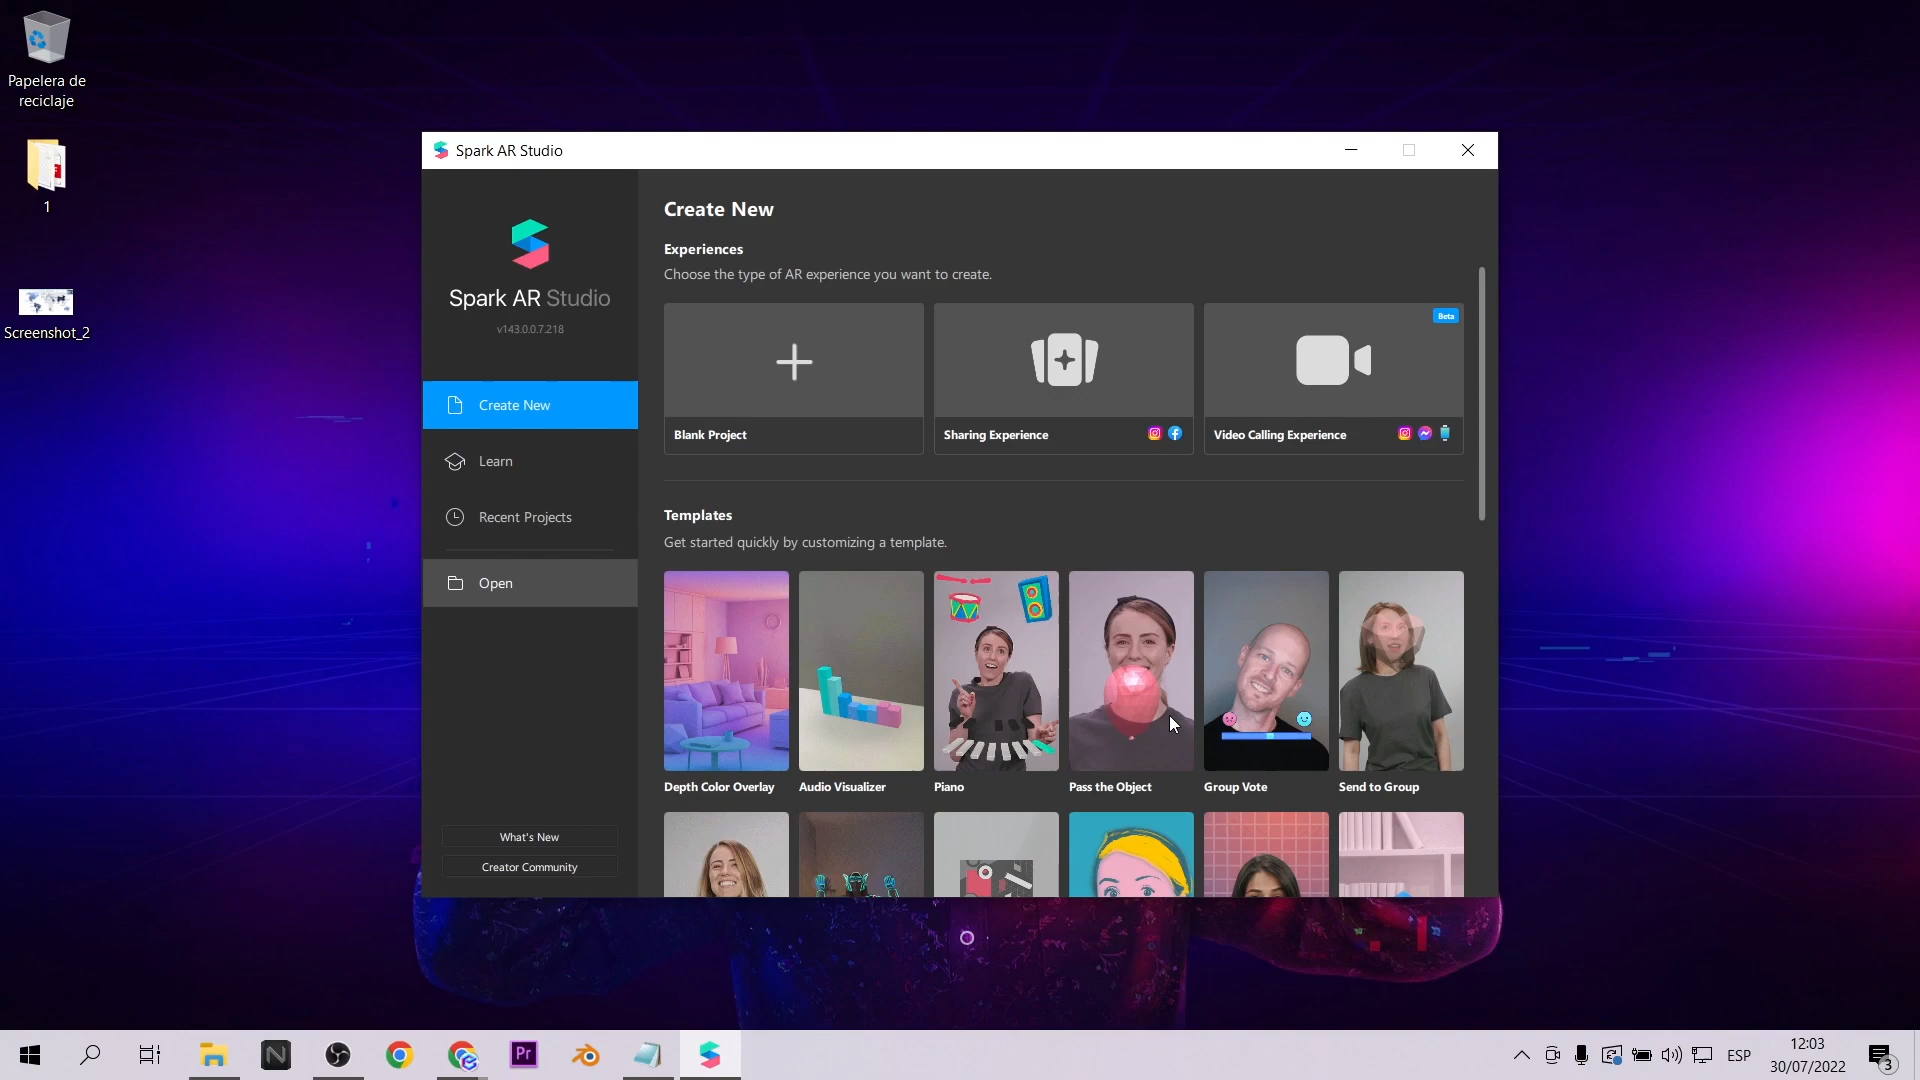 Papelera de
reciclaje
1
Screenshot_2
Spark AR Studio
Spark AR Studio
v143.0.0.7.218
Create New
Learn
Recent Projects
Open
What's New
Creator Community
Create New
Experiences
Choose the type of AR experience you want to create.
Beta
Blank Project
Sharing Experience
Video Calling Experience
Templates
Get started quickly by customizing a template.
Depth Color Overlay
Audio Visualizer
Piano
Pass the Object
Group Vote
Send to Group
N
Pr
ESP
12:03
30/07/2022
3